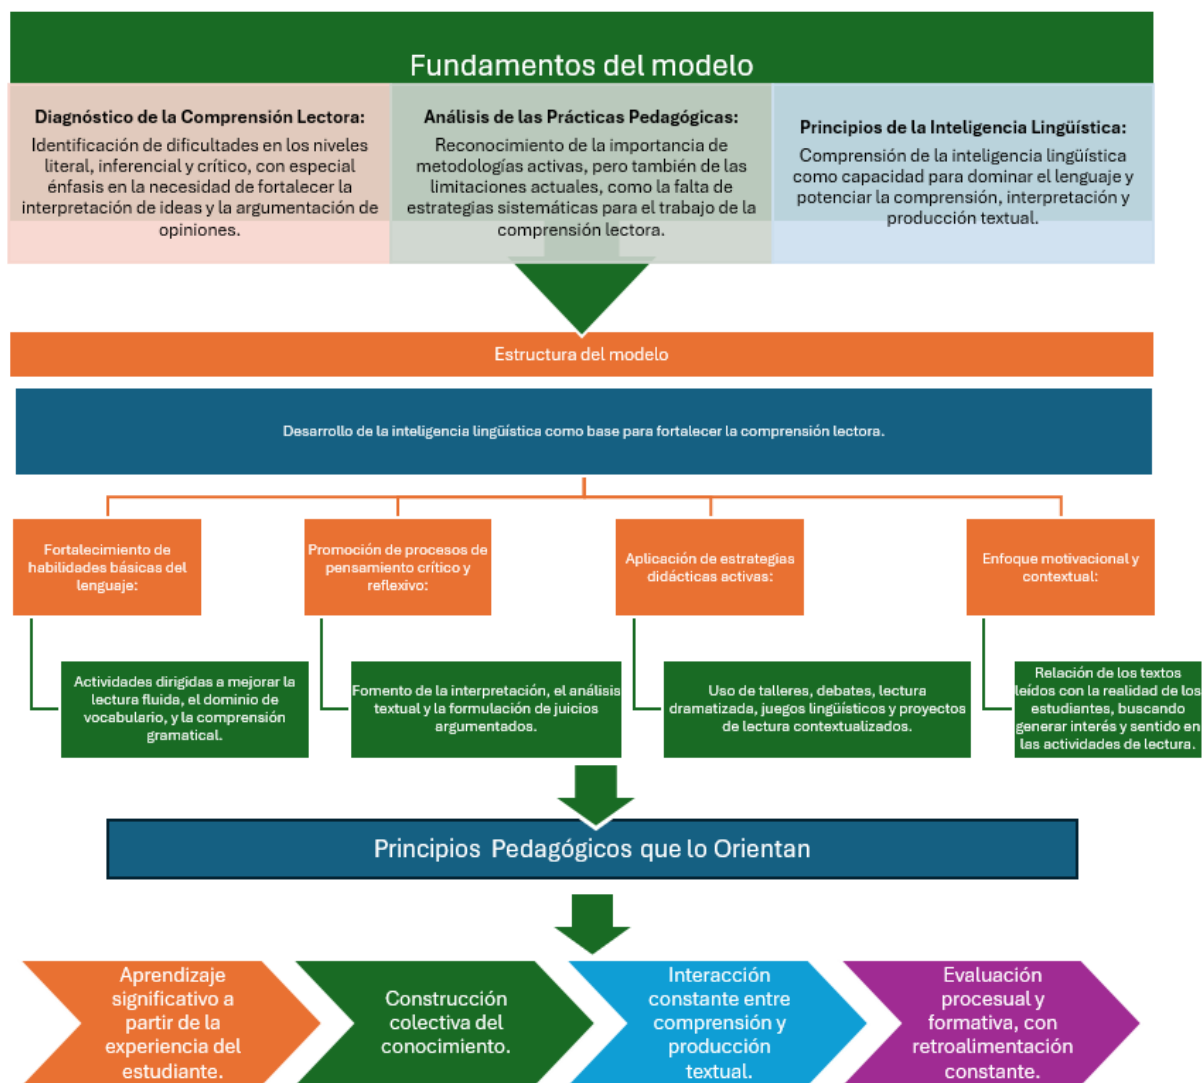 Fundamentos del modelo
Diagnóstico de la Comprensión Lectora:
Identificación de dificultades en los niveles
literal, inferencial y crítico, con especial
énfasis en la necesidad de fortalecer la
interpretación de ideas y la argumentación de
opiniones.
Análisis de las Prácticas Pedagógicas:
Reconocimiento de la importancia de
metodologías activas, pero también de las
limitaciones actuales, como la falta de
estrategias sistemáticas para el trabajo de la
comprensión lectora.
Principios de la Inteligencia Lingüística:
Comprensión de la inteligencia lingüística
como capacidad para dominar el lenguaje y
potenciar la comprensión, interpretación y
producción textual.
Estructura del modelo
Desarrollo de la inteligencia lingüística como base para fortalecer la comprensión lectora.
Fortalecimiento de
habilidades básicas del
lenguaje:
Actividades dirigidas a mejorar la
lectura fluida, el dominio de
vocabulario, y la comprensión
gramatical.
Promoción de procesos de
pensamiento crítico y
reflexivo:
Fomento de la interpretación, el análisis
textual y la formulación de juicios
argumentados.
Aplicación de estrategias
didácticas activas:
Uso de talleres, debates, lectura
dramatizada, juegos lingüísticos y proyectos
de lectura contextualizados.
Enfoque motivacional y
contextual:
Relación de los textos
leídos con la realidad de los
estudiantes, buscando
generar interés y sentido en
las actividades de lectura.
Principios Pedagógicos que lo Orientan
Aprendizaje
significativo a
partir de la
experiencia del
estudiante.
Construcción
colectiva del
conocimiento.
Interacción
constante entre
comprensión y
producción
textual.
Evaluación
procesual y
formativa, con
retroalimentación
constante.